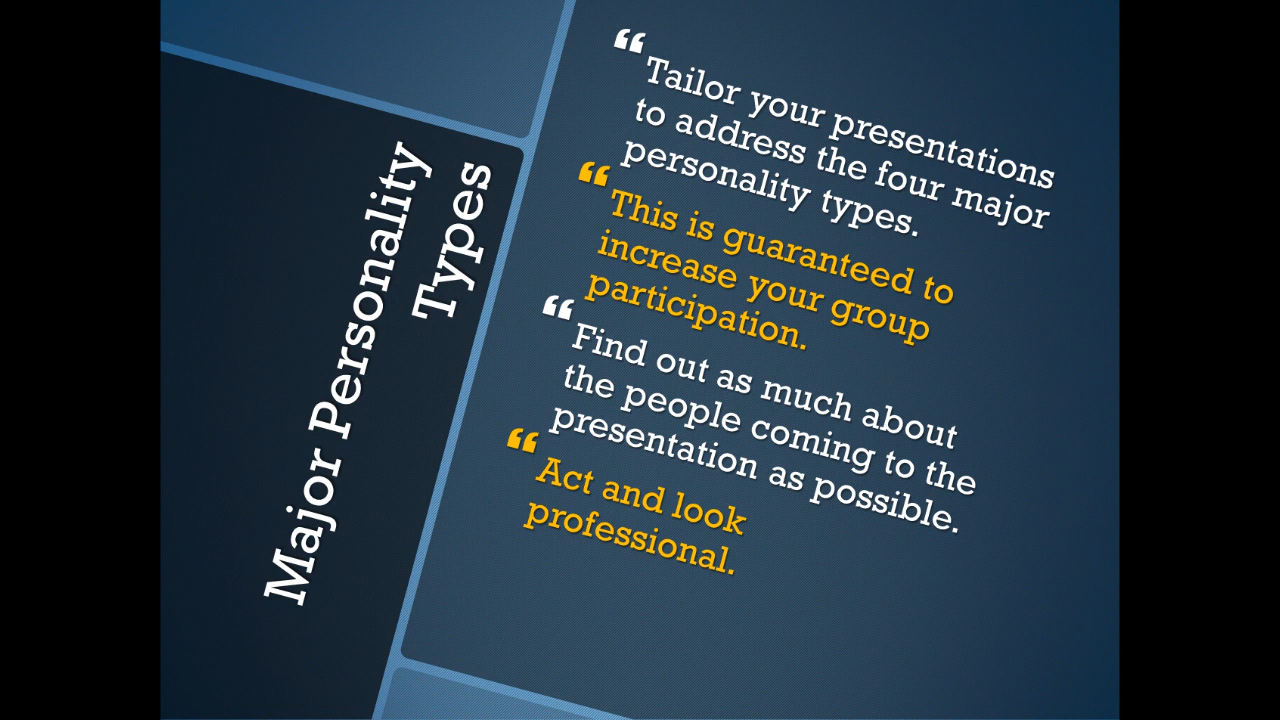 Major Personality
Types
“Tailor your presentations
to address the four major
personality types.
“This is guaranteed to
increase your group
participation.
“Find out as much about
the people coming to the
presentation as possible.
“Act and look
professional.